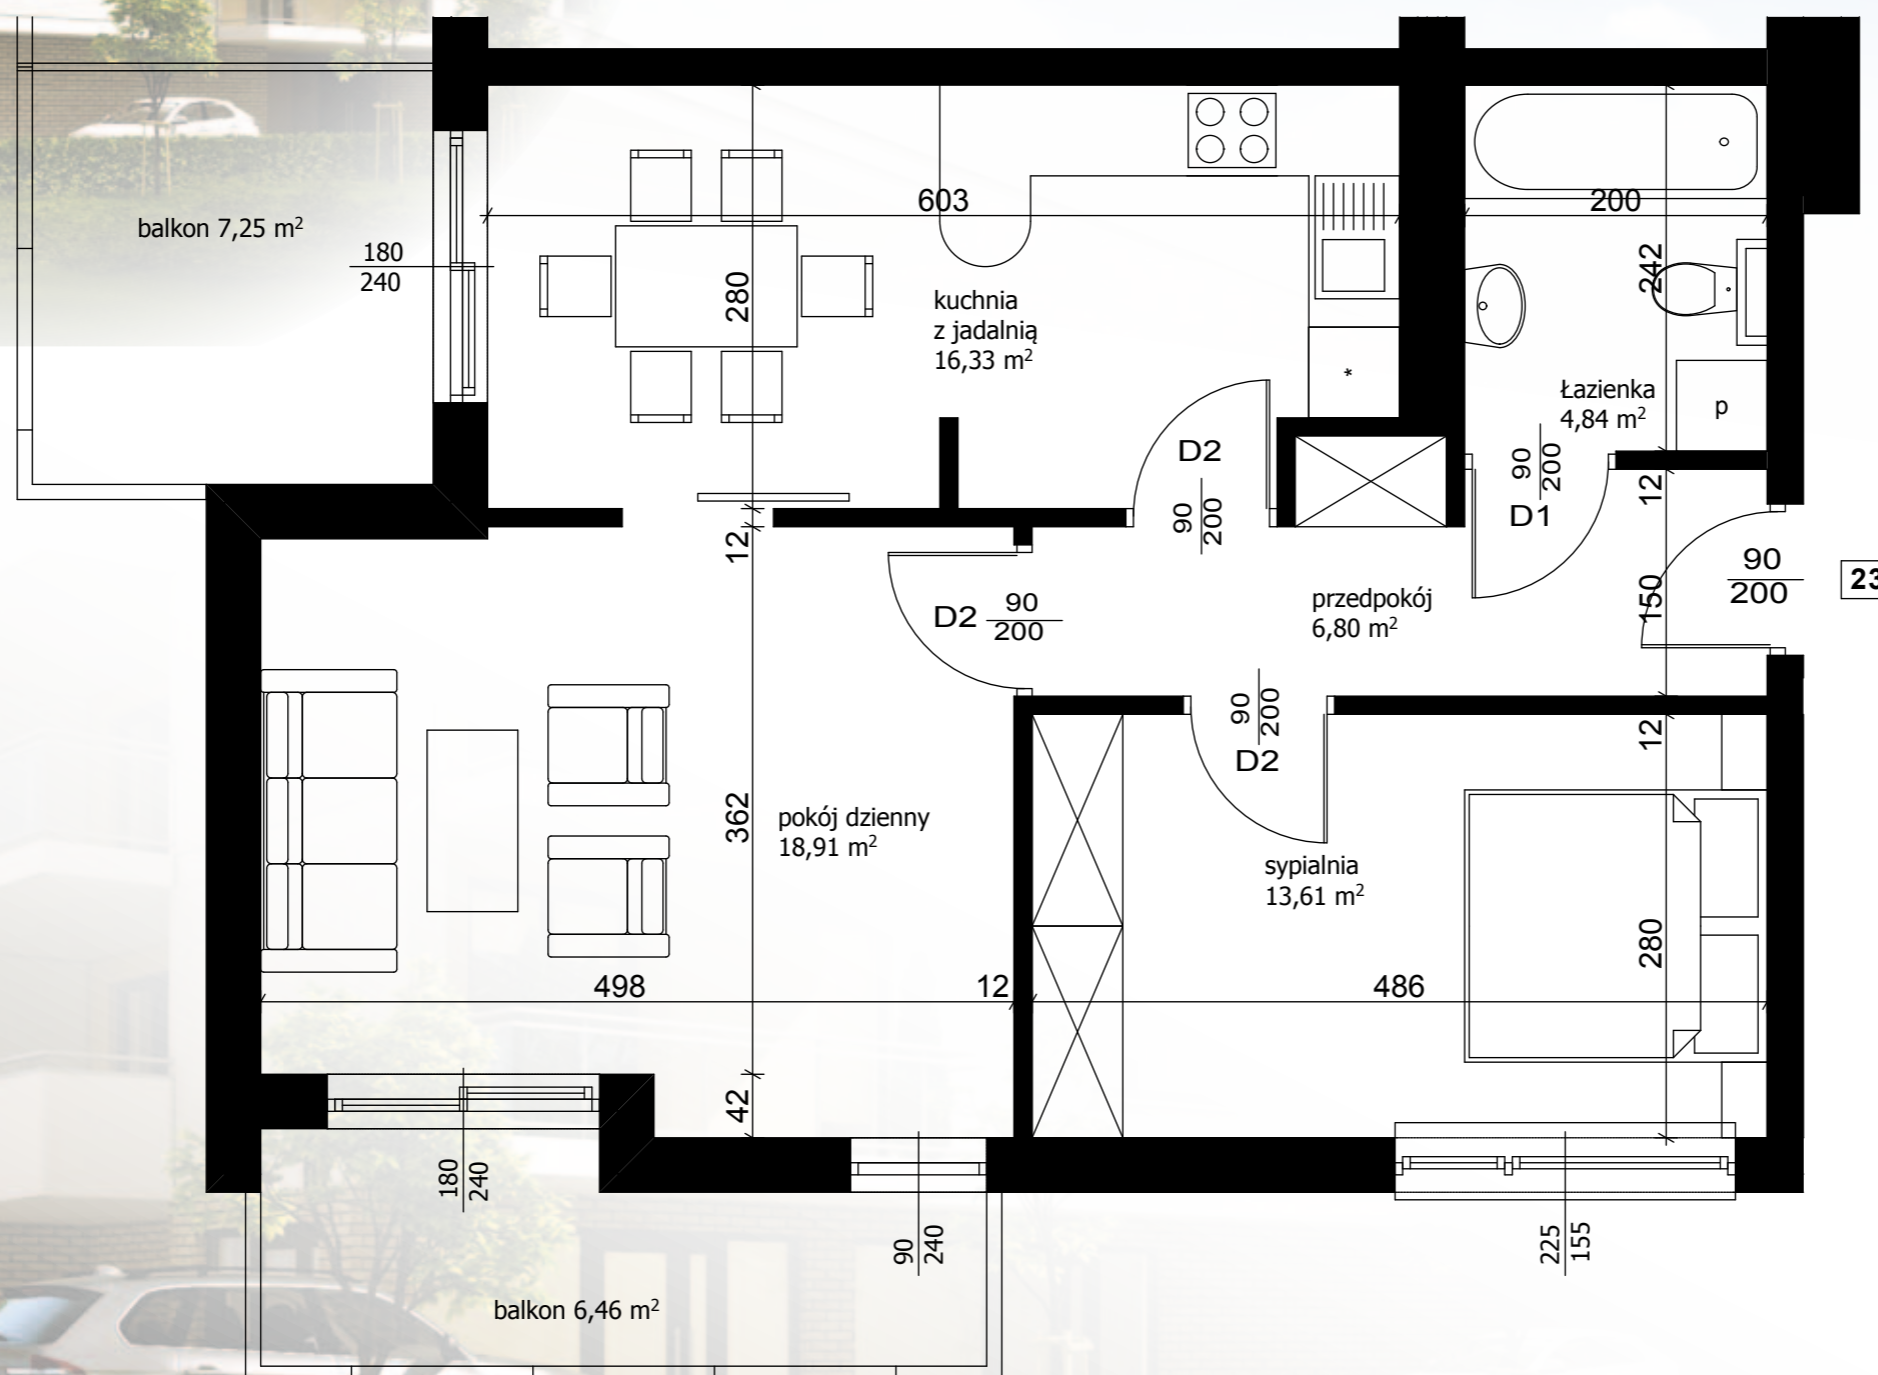 balkon 7,25 m²
180
240
603
280
kuchnia
z jadalnią
16,33 m²
*
200
242
Łazienka
4,84 m²
p
90
200
D1
D2
90
200
12
12
D2
90
200
przedpokój
6,80 m²
150
90
200
23
90
200
D2
12
362
pokój dzienny
18,91 m²
sypialnia
13,61 m²
280
498
12
486
42
180
240
90
240
225
155
balkon 6,46 m²